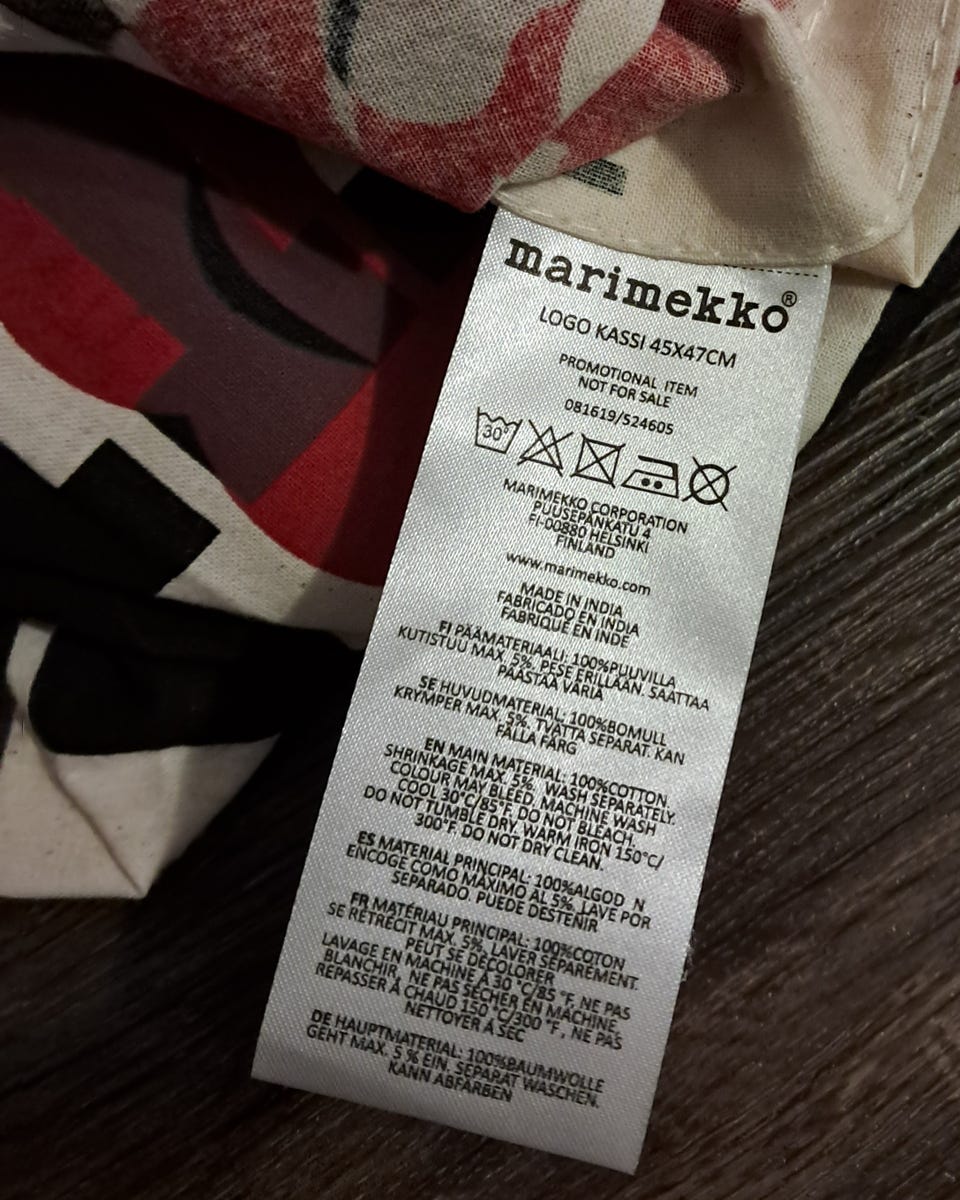 marimekko®
LOGO KASSI 45X47CM
PROMOTIONAL ITEM
NOT FOR SALE
081619/524605
30°
MARIMEKKO CORPORATION
PUUSEPÄNKATU 4
FI-00880 HELSINKI
FINLAND
www.marimekko.com
MADE IN INDIA
FABRICADO EN INDIA
FABRIQUE EN INDE
FI PÄÄMATERIAALI: 100%PUUVILLA
KUTISTUU MAX. 5%. PESE ERILLÄÄN. SAATTAA
PÄÄSTÄÄ VÄRIÄ
SE HUVUDMATERIAL: 100%BOMULL
KRYMPER MAX. 5%. TVÄTTA SEPARAT. KAN
FÄLLA FÄRG
EN MAIN MATERIAL: 100%COTTON.
SHRINKAGE MAX. 5%. WASH SEPARATELY.
COLOUR MAY BLEED. MACHINE WASH
COOL 30°C/85°F. DO NOT BLEACH.
DO NOT TUMBLE DRY. WARM IRON 150°C/
300°F. DO NOT DRY CLEAN.
ES MATERIAL PRINCIPAL: 100%ALGOD N
ENCOGE COMO MÁXIMO AL 5%. LAVE POR
SEPARADO. PUEDE DESTEÑIR
FR MATÉRIAU PRINCIPAL: 100%COTON
SE RÉTRÉCIT MAX. 5%. LAVER SÉPARÉMENT.
PEUT SE DÉCOLORER
LAVAGE EN MACHINE À 30 °C/85 °F, NE PAS
BLANCHIR, NE PAS SÉCHER EN MACHINE,
REPASSER À CHAUD 150 °C/300 °F, NE PAS
NETTOYER À SEC
DE HAUPTMATERIAL: 100%BAUMWOLLE
GEHT MAX. 5 % EIN. SEPARAT WASCHEN.
KANN ABFÄRBEN